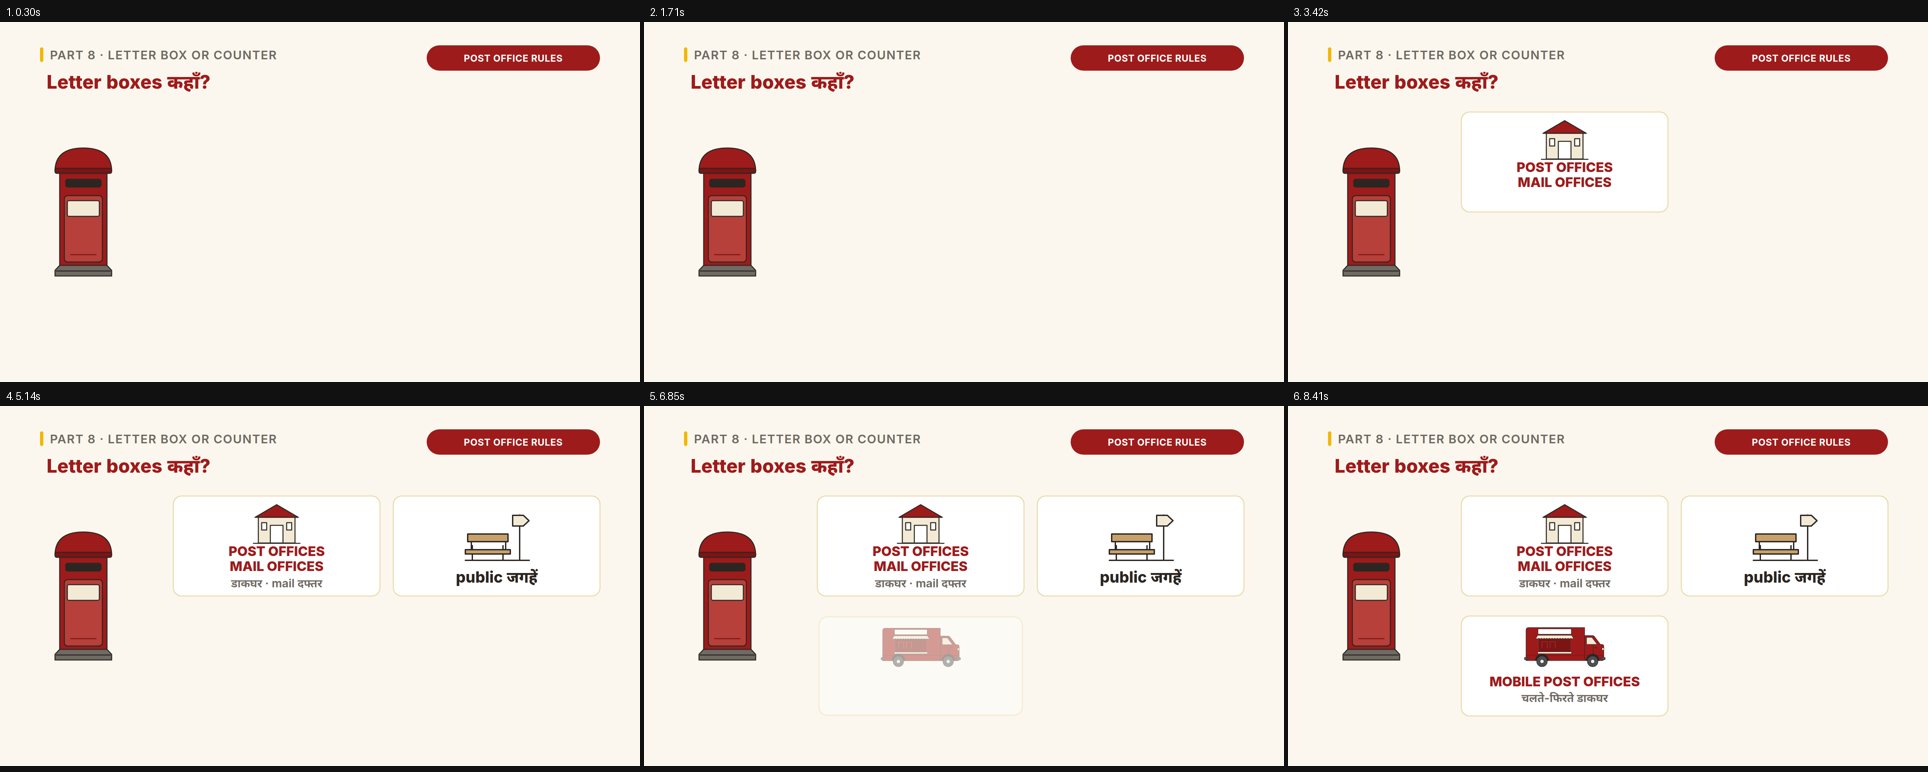 1. 0.30s
PART 8 · LETTER BOX OR COUNTER
POST OFFICE RULES
Letter boxes कहाँ?
2. 1.71s
PART 8 · LETTER BOX OR COUNTER
POST OFFICE RULES
Letter boxes कहाँ?
3. 3.42s
PART 8 · LETTER BOX OR COUNTER
POST OFFICE RULES
Letter boxes कहाँ?
POST OFFICES
MAIL OFFICES
4. 5.14s
PART 8 · LETTER BOX OR COUNTER
POST OFFICE RULES
Letter boxes कहाँ?
POST OFFICES
MAIL OFFICES
डाकघर · mail दफ्तर
public जगहें
5. 6.85s
PART 8 · LETTER BOX OR COUNTER
POST OFFICE RULES
Letter boxes कहाँ?
POST OFFICES
MAIL OFFICES
डाकघर · mail दफ्तर
public जगहें
6. 8.41s
PART 8 · LETTER BOX OR COUNTER
POST OFFICE RULES
Letter boxes कहाँ?
POST OFFICES
MAIL OFFICES
डाकघर · mail दफ्तर
public जगहें
MOBILE POST OFFICES
चलते-फिरते डाकघर